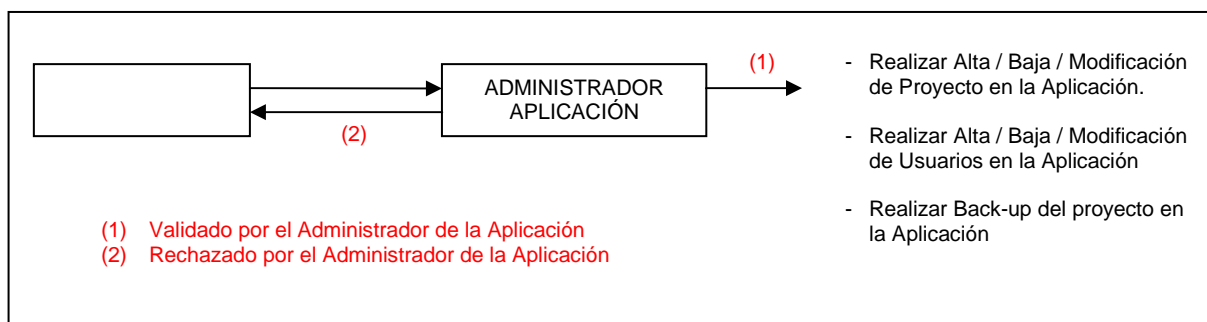 ADMINISTRADOR
APLICACIÓN
(1)
(2)
- Realizar Alta / Baja / Modificación
de Proyecto en la Aplicación.
- Realizar Alta / Baja / Modificación
de Usuarios en la Aplicación
- Realizar Back-up del proyecto en
la Aplicación
(1) Validado por el Administrador de la Aplicación
(2) Rechazado por el Administrador de la Aplicación